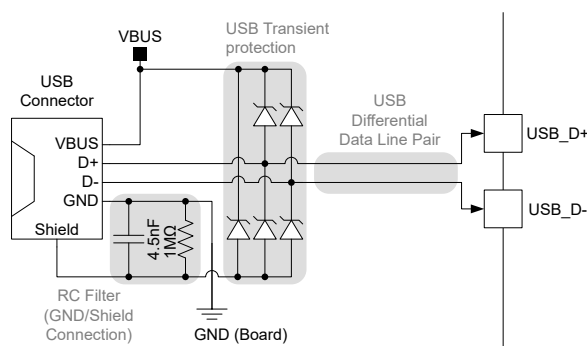 VBUS
USB Transient
protection
USB
Connector
USB
Differential
Data Line Pair
VBUS
D+
D-
GND
Shield
USB_D+
USB_D-
4.5nF
1MΩ
RC Filter
(GND/Shield
Connection)
GND (Board)